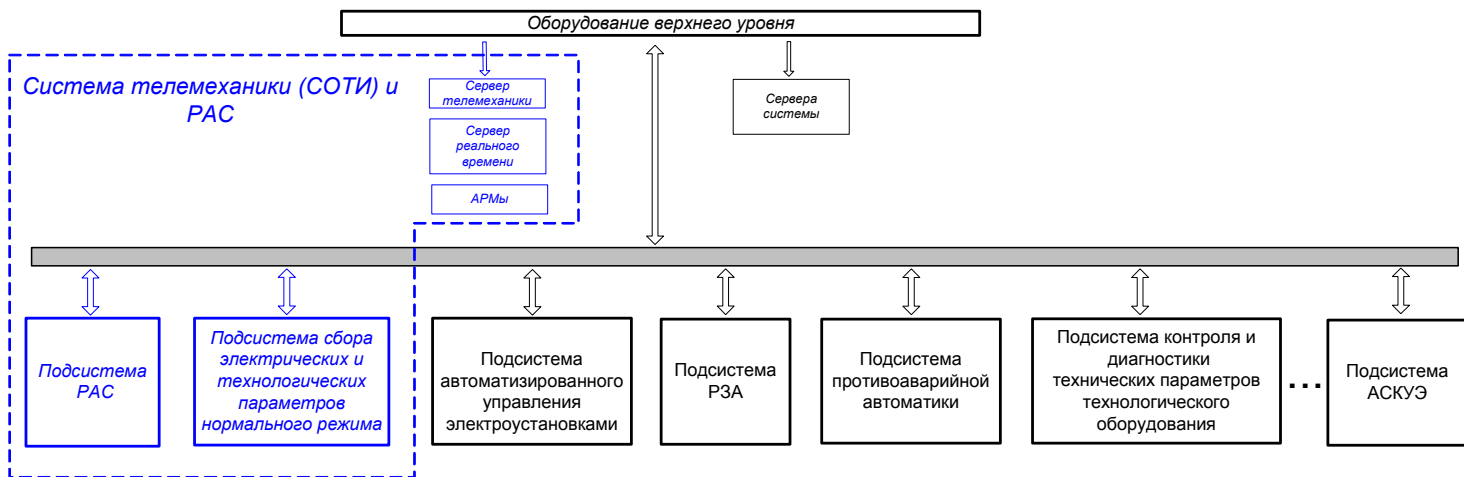 Оборудование верхнего уровня
Система телемеханики (СОТИ) и
РАС
Сервер
телемеханики
Сервер
реального
времени
АРМы
Сервера
системы
Подсистема
РАС
Подсистема сбора
электрических и
технологических
параметров
нормального режима
Подсистема
автоматизированного
управления
электроустановками
Подсистема
РЗА
Подсистема
противоаварийной
автоматики
Подсистема контроля и
диагностики
технических параметров
технологического
оборудования
...
Подсистема
АСКУЭ